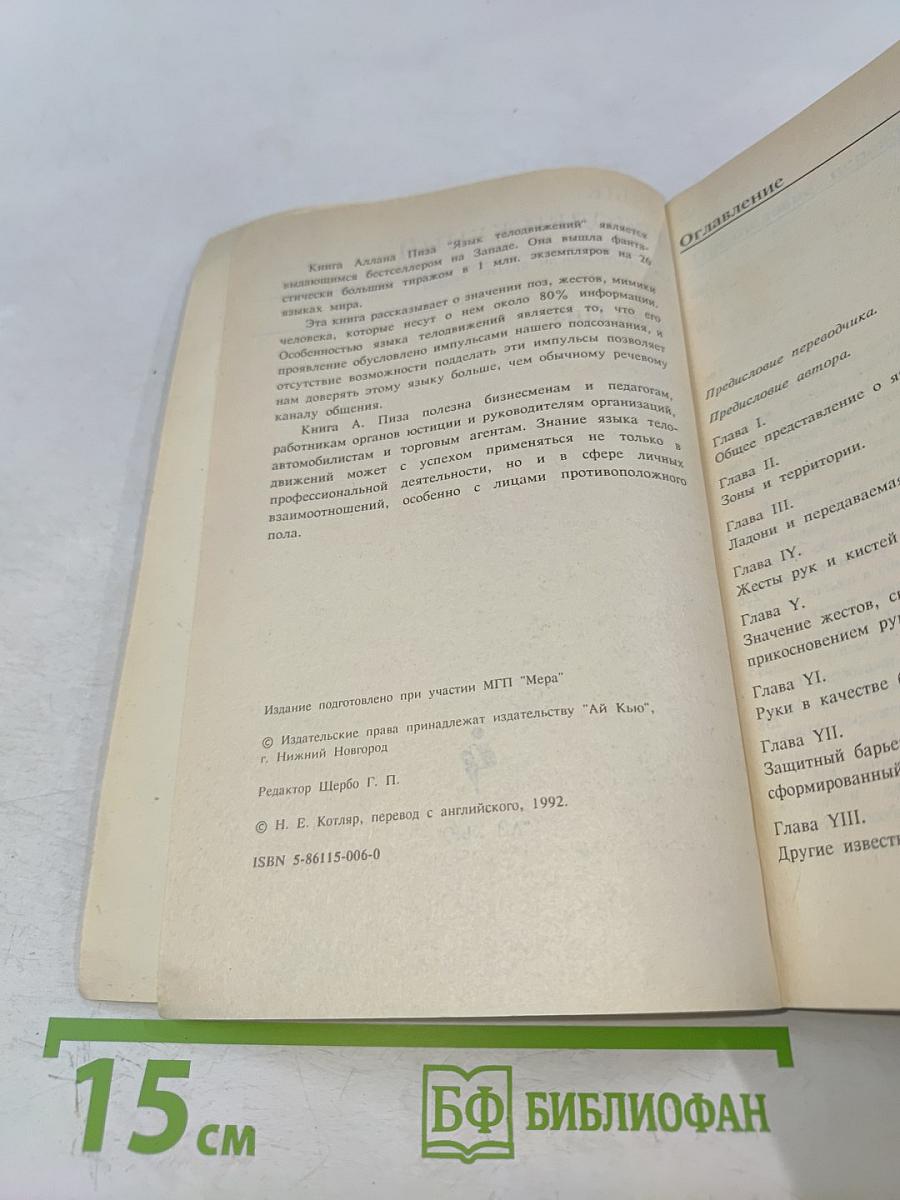 Книга Аллана Пиза "Язык телодвижений" является
выдающимся бестселлером на Западе. Она вышла фанта-
стически большим тиражом в 1 млн. экземпляров на 26
языках мира.
Эта книга рассказывает о значении поз, жестов, мимики
человека, которые несут о нем около 80% информации.
Особенностью языка телодвижений является то, что его
проявление обусловлено импульсами нашего подсознания, и
отсутствие возможности подделать эти импульсы позволяет
нам доверять этому языку больше, чем обычному речевому
каналу общения.
Книга А. Пиза полезна бизнесменам и педагогам,
работникам органов юстиции и руководителям организаций,
автомобилистам и торговым агентам. Знание языка тело-
движений может с успехом применяться не только в
профессиональной деятельности, но и в сфере личных
взаимоотношений, особенно с лицами противоположного
пола.
Издание подготовлено при участии МГП "Мера"
© Издательские права принадлежат издательству "Ай Кью",
г. Нижний Новгород
Редактор Щербо Г. П.
© Н. Е. Котляр, перевод с английского, 1992.
ISBN 5-86115-006-0
Оглавление
Предисловие переводчика.
Предисловие автора.
Глава I.
Общее представление о я
Глава II.
Зоны и территории.
Глава III.
Ладони и передаваемая
Глава IY.
Жесты рук и кистей
Глава Y.
Значение жестов, с
прикосновением рук
Глава YI.
Руки в качестве б
Глава YII.
Защитный барье
сформированный
Глава YIII.
Другие извест
15 см
БФ БИБЛИОФАН